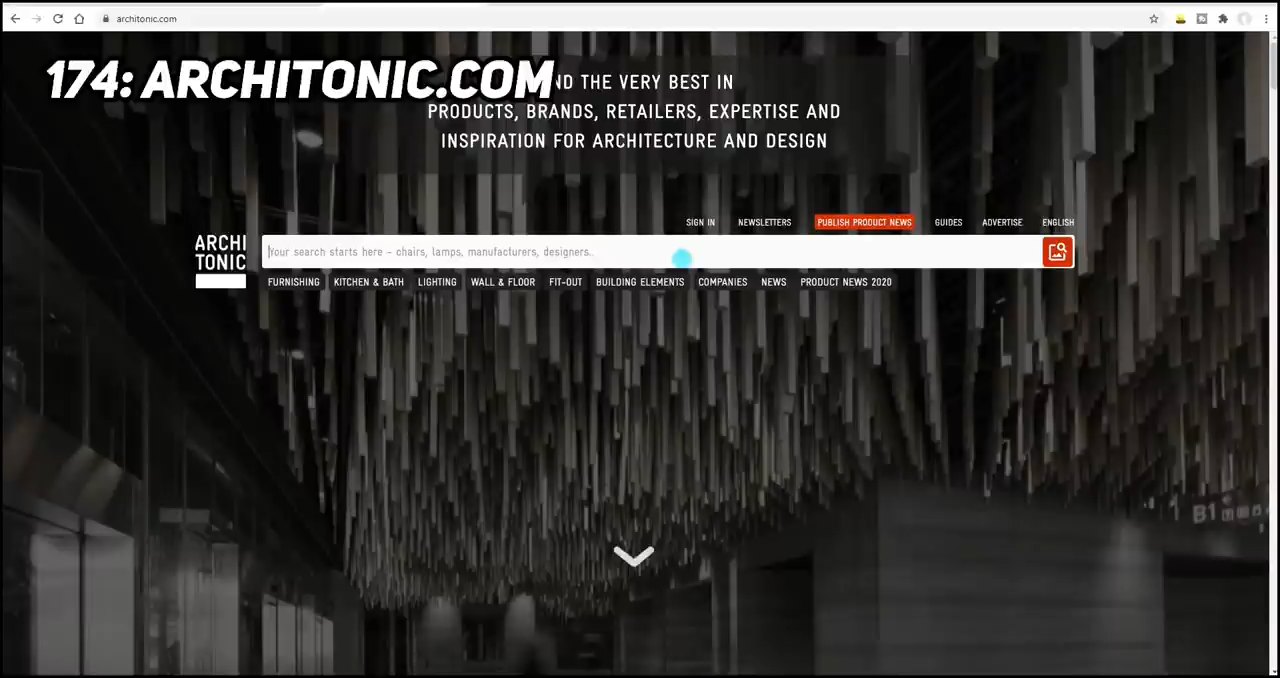 architonic.com
174: ARCHITONIC.COM
ND THE VERY BEST IN
PRODUCTS, BRANDS, RETAILERS, EXPERTISE AND
INSPIRATION FOR ARCHITECTURE AND DESIGN
SIGN IN NEWSLETTERS PUBLISH PRODUCT NEWS GUIDES ADVERTISE ENGLISH
ARCHI
TONIC
Your search starts here - chairs, lamps, manufacturers, designers..
FURNISHING KITCHEN & BATH LIGHTING WALL & FLOOR FIT-OUT BUILDING ELEMENTS COMPANIES NEWS PRODUCT NEWS 2020
B1